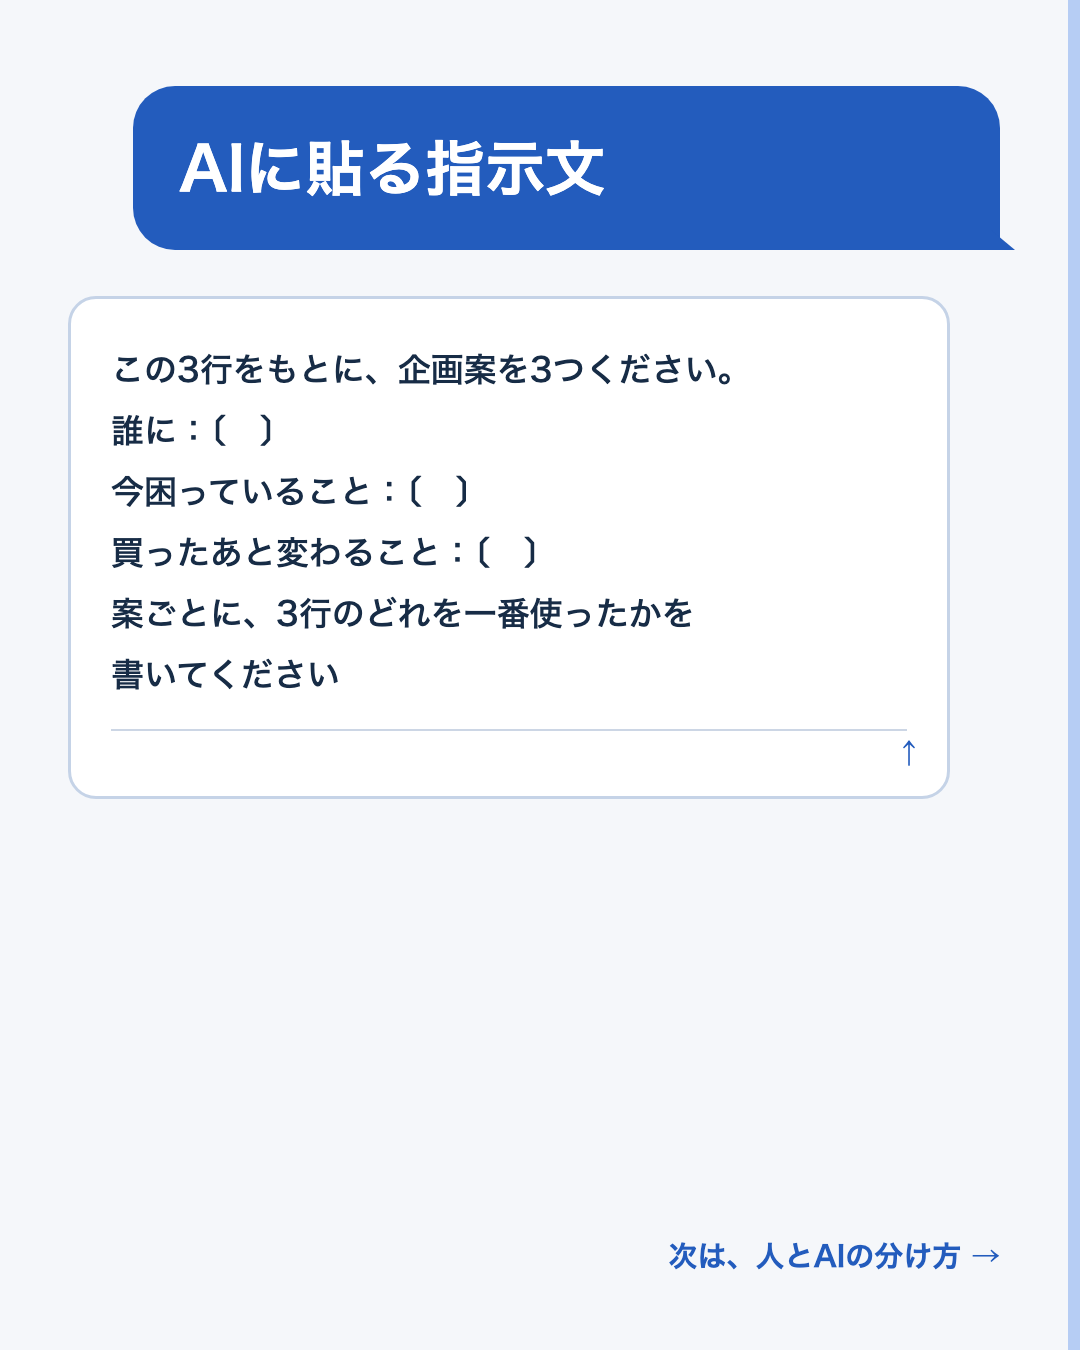 AIに貼る指示文
この3行をもとに、企画案を3つください。
誰に：〔　〕
今困っていること：〔　〕
買ったあと変わること：〔　〕
案ごとに、3行のどれを一番使ったかを
書いてください
↑
次は、人とAIの分け方 →